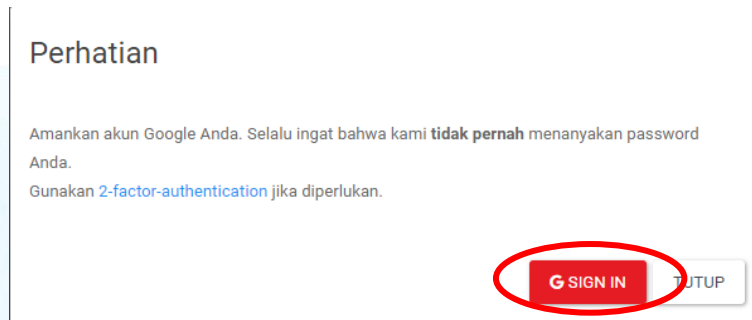 Perhatian
Amankan akun Google Anda. Selalu ingat bahwa kami tidak pernah menanyakan password
Anda.
Gunakan 2-factor-authentication jika diperlukan.
G SIGN IN TUTUP